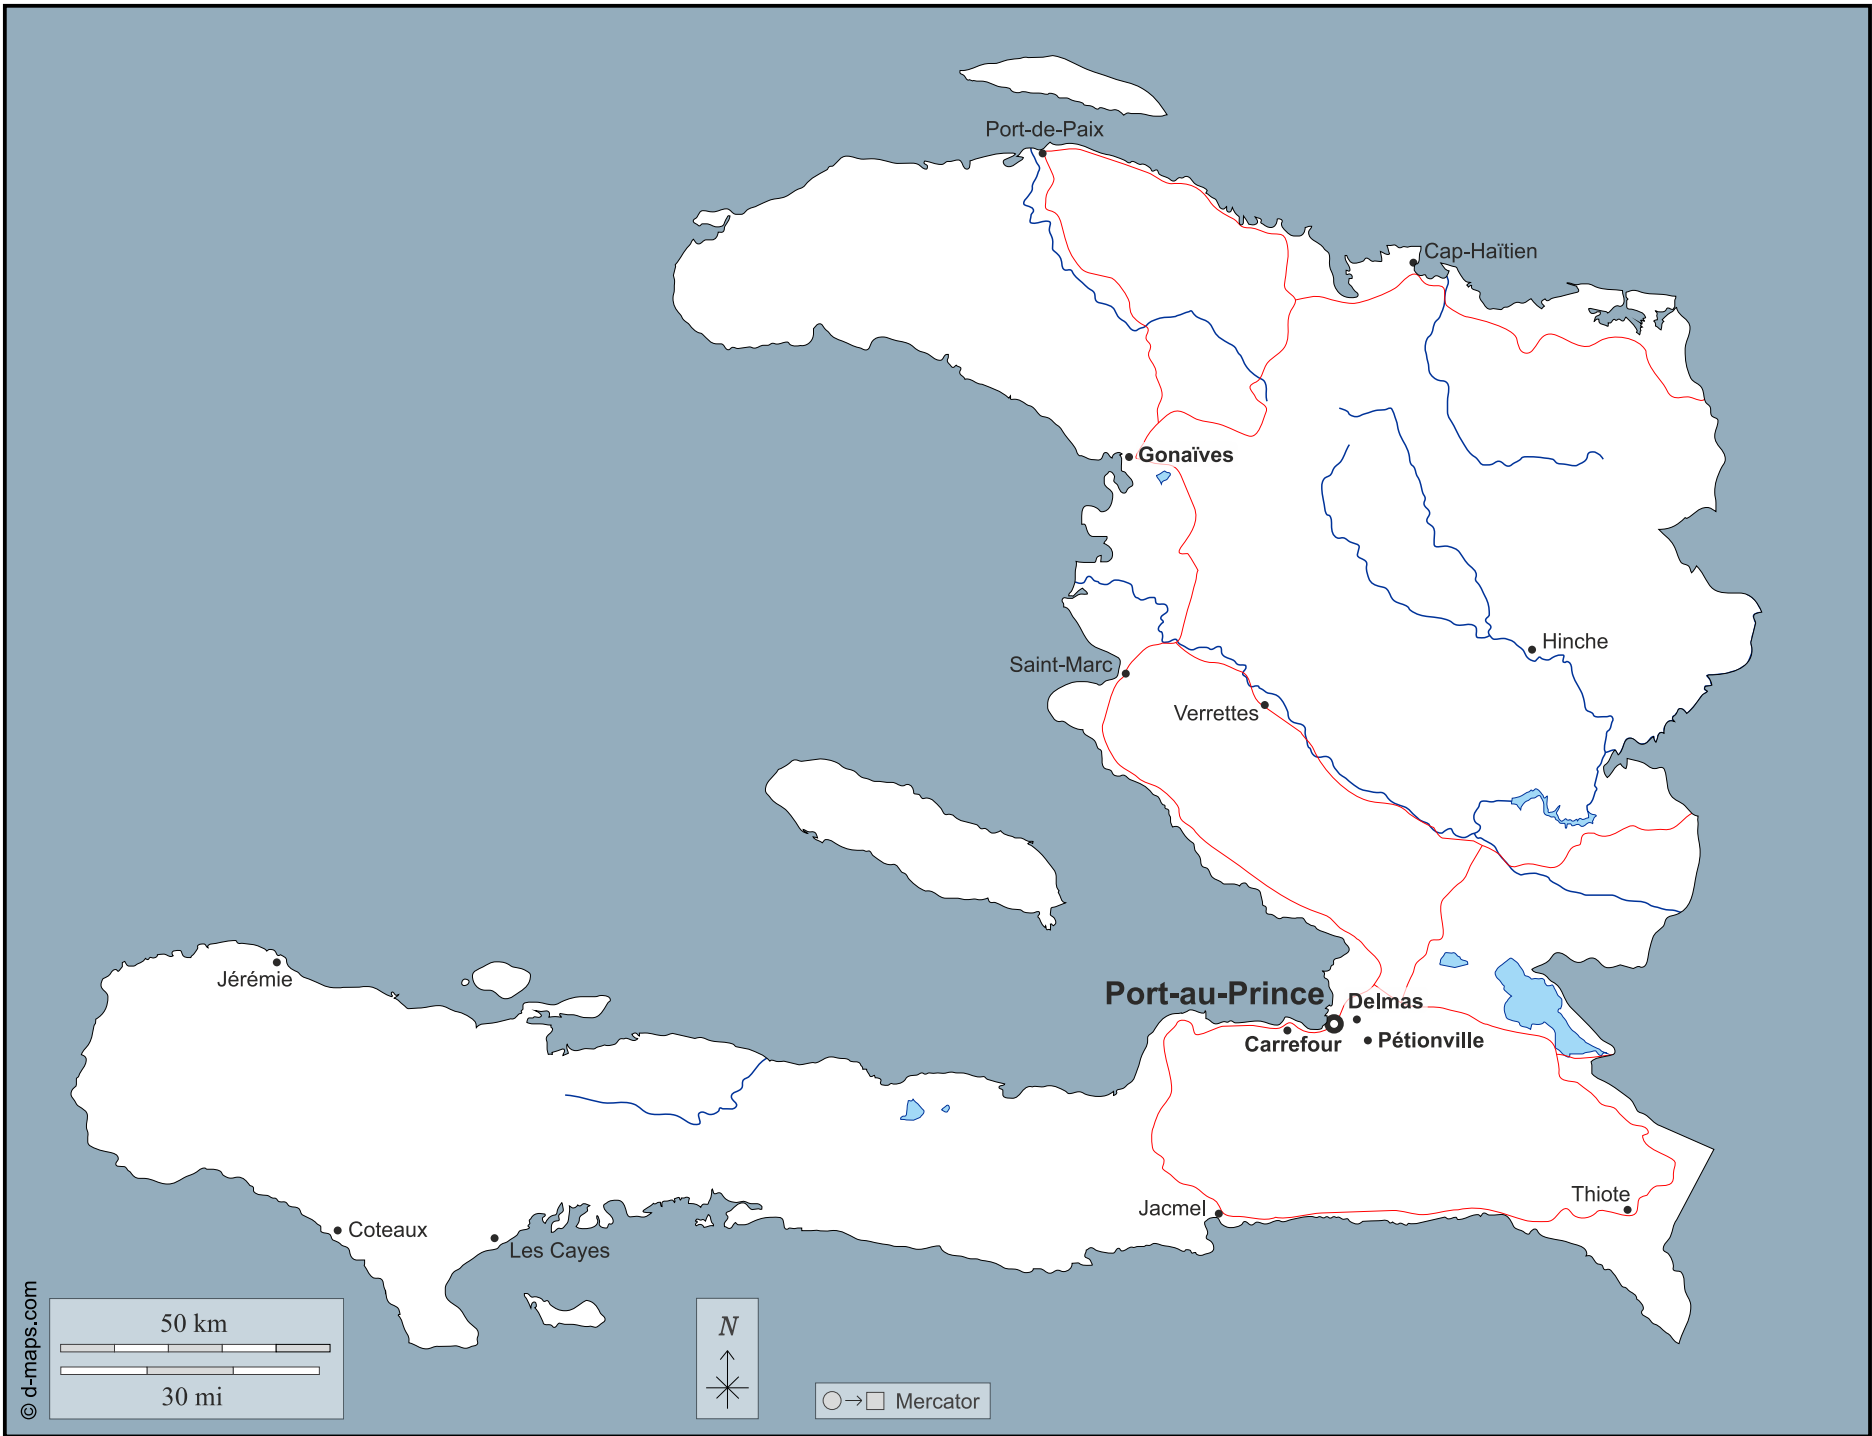 Port-de-Paix
Cap-Haïtien
Gonaïves
Hinche
Saint-Marc
Verrettes
Jérémie
Port-au-Prince
Delmas
Carrefour
Pétionville
Thiote
Jacmel
Coteaux
Les Cayes
© d-maps.com
50 km
30 mi
N
Mercator